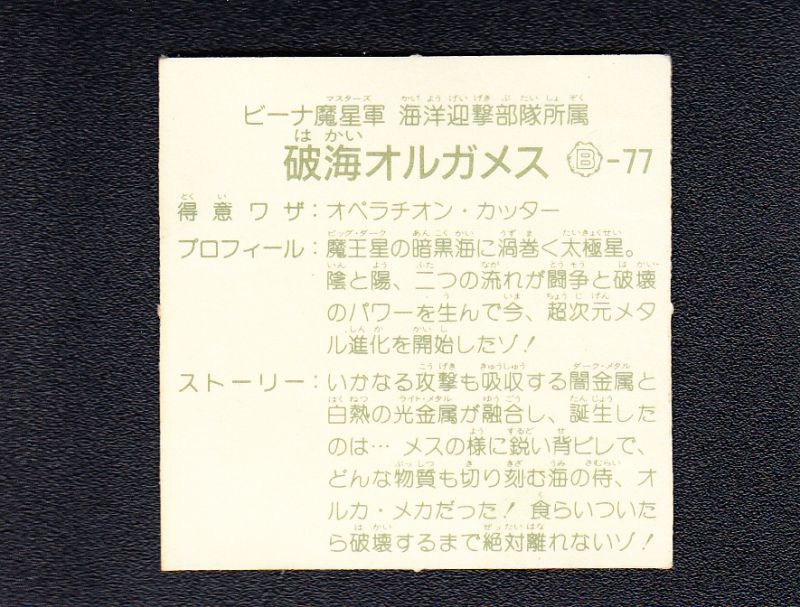 ビーナ魔星軍 海洋迎撃部隊所属
破海オルガメス Ⓑ-77
得意ワザ：オペラチオン・カッター
プロフィール：魔王星の暗黒海に渦巻く太極星。
陰と陽、二つの流れが闘争と破壊
のパワーを生んで今、超次元メタ
ル進化を開始したゾ！
ストーリー：いかなる攻撃も吸収する闇金属と
白熱の光金属が融合し、誕生した
のは… メスの様に鋭い背ビレで、
どんな物質も切り刻む海の侍、オ
ルカ・メカだった！ 食らいついた
ら破壊するまで絶対離れないゾ！